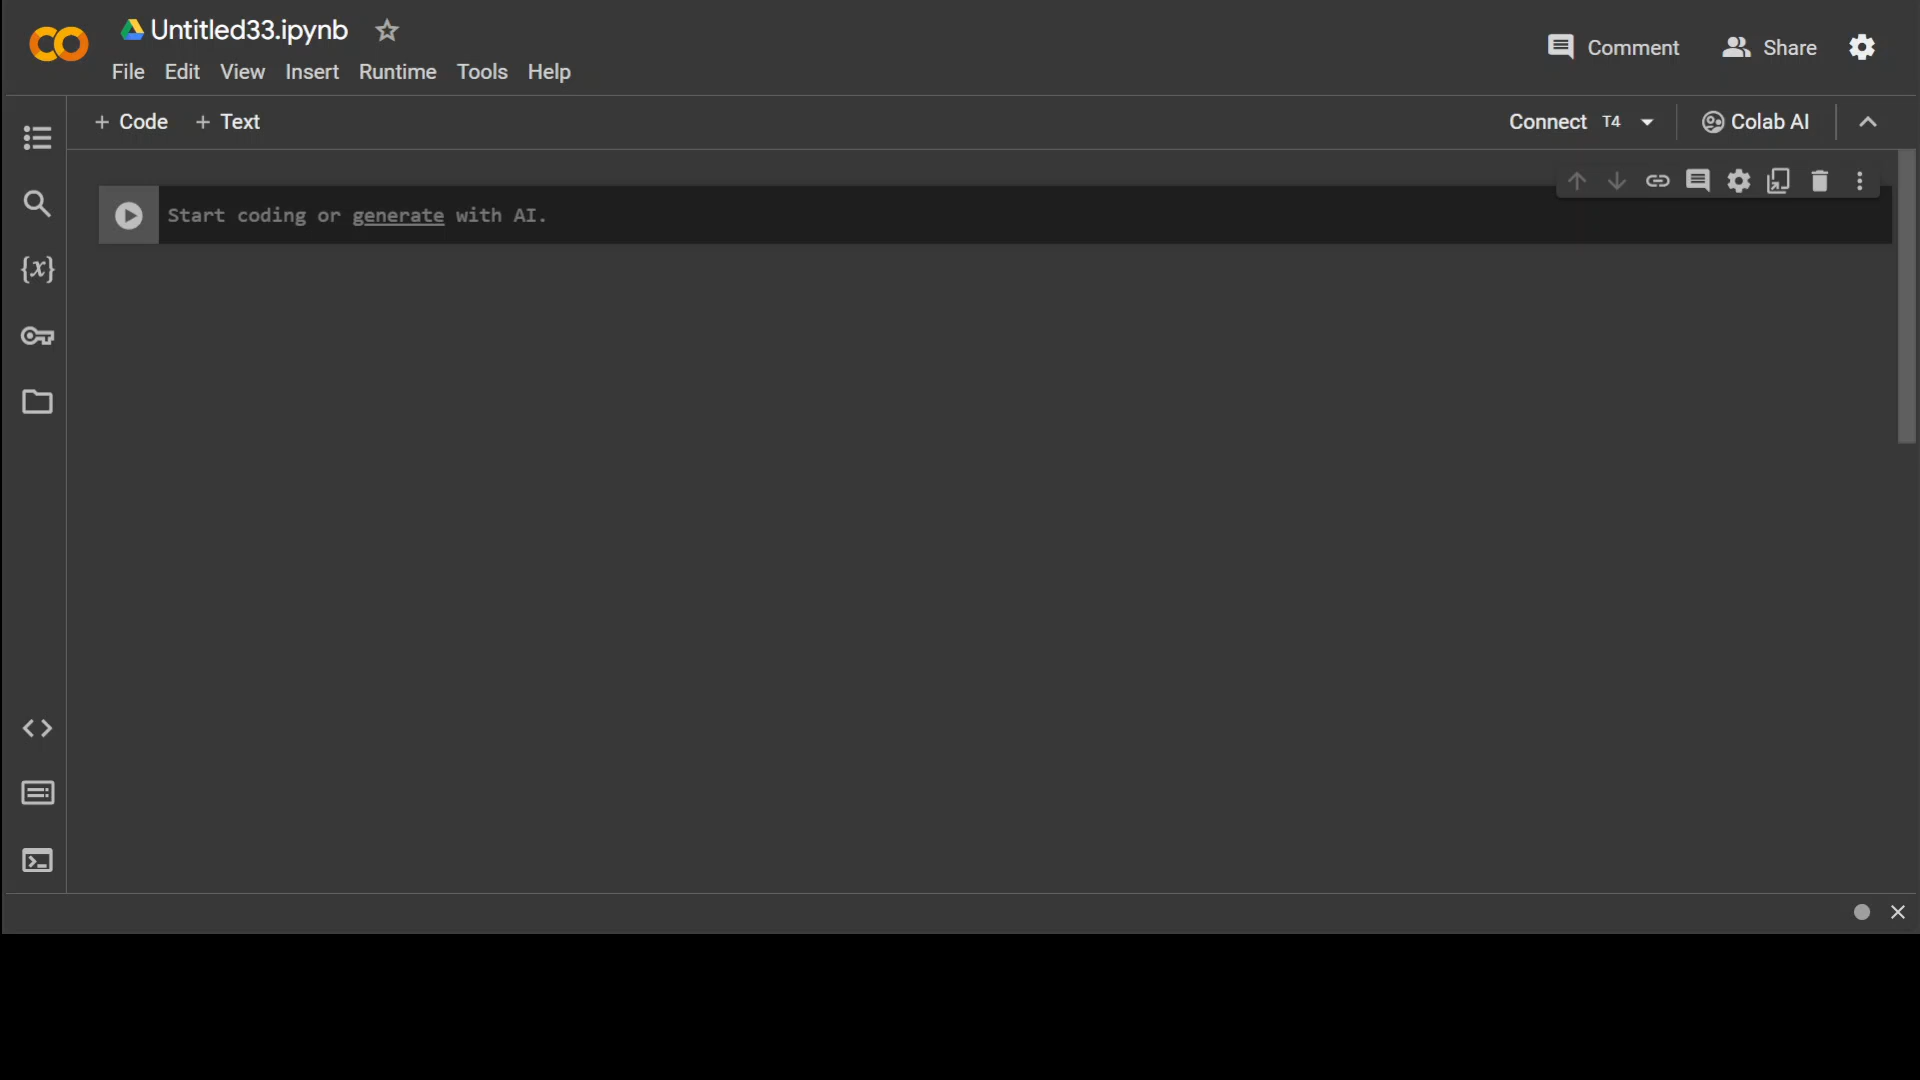 Untitled33.ipynb
File Edit View Insert Runtime Tools Help
Comment Share
+ Code + Text
Connect T4
Colab AI
Start coding or generate with AI.
{x}